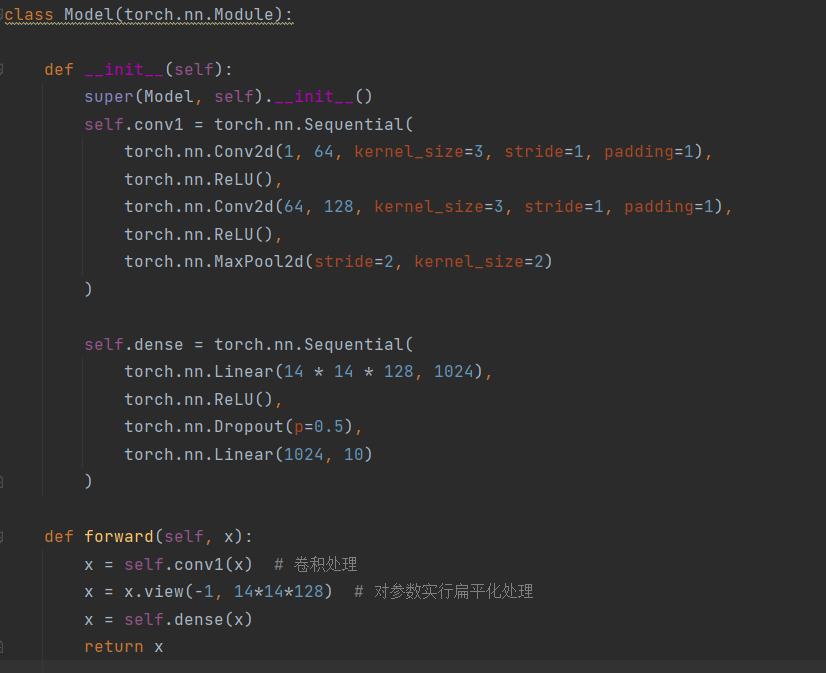 class Model(torch.nn.Module):
def __init__(self):
super(Model, self).__init__()
self.conv1 = torch.nn.Sequential(
torch.nn.Conv2d(1, 64, kernel_size=3, stride=1, padding=1),
torch.nn.ReLU(),
torch.nn.Conv2d(64, 128, kernel_size=3, stride=1, padding=1),
torch.nn.ReLU(),
torch.nn.MaxPool2d(stride=2, kernel_size=2)
)
self.dense = torch.nn.Sequential(
torch.nn.Linear(14 * 14 * 128, 1024),
torch.nn.ReLU(),
torch.nn.Dropout(p=0.5),
torch.nn.Linear(1024, 10)
)
def forward(self, x):
x = self.conv1(x)  # 卷积处理
x = x.view(-1, 14*14*128)  # 对参数实行扁平化处理
x = self.dense(x)
return x